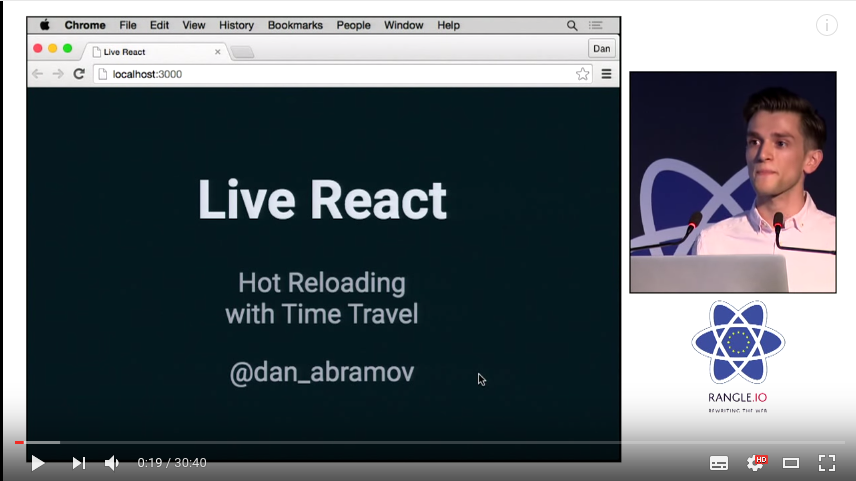 Chrome File Edit View History Bookmarks People Window Help
Live React
Dan
localhost:3000
Live React
Hot Reloading
with Time Travel
@dan_abramov
RANGLE.IO
REWRITING THE WEB
0:19 / 30:40
HD